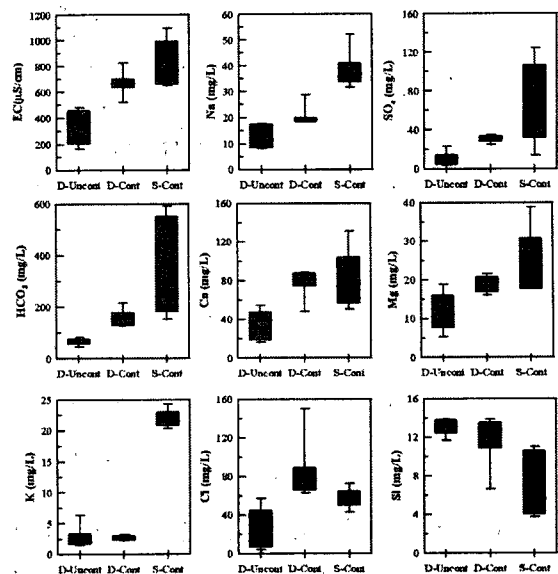 EC(μS/cm)
1200
1000
800
600
400
200
0
D-Uncont D-Cont S-Cont
Na (mg/L)
60
50
40
30
20
10
0
D-Uncont D-Cont S-Cont
SO4 (mg/L)
160
120
80
40
0
D-Uncont D-Cont S-Cont
HCO3 (mg/L)
600
400
200
0
D-Uncont D-Cont S-Cont
Ca (mg/L)
160
120
80
40
0
D-Uncont D-Cont S-Cont
Mg (mg/L)
40
30
20
10
0
D-Uncont D-Cont S-Cont
K (mg/L)
25
20
15
10
5
0
D-Uncont D-Cont S-Cont
Cl (mg/L)
160
120
80
40
0
D-Uncont D-Cont S-Cont
Si (mg/L)
16
12
8
4
0
D-Uncont D-Cont S-Cont